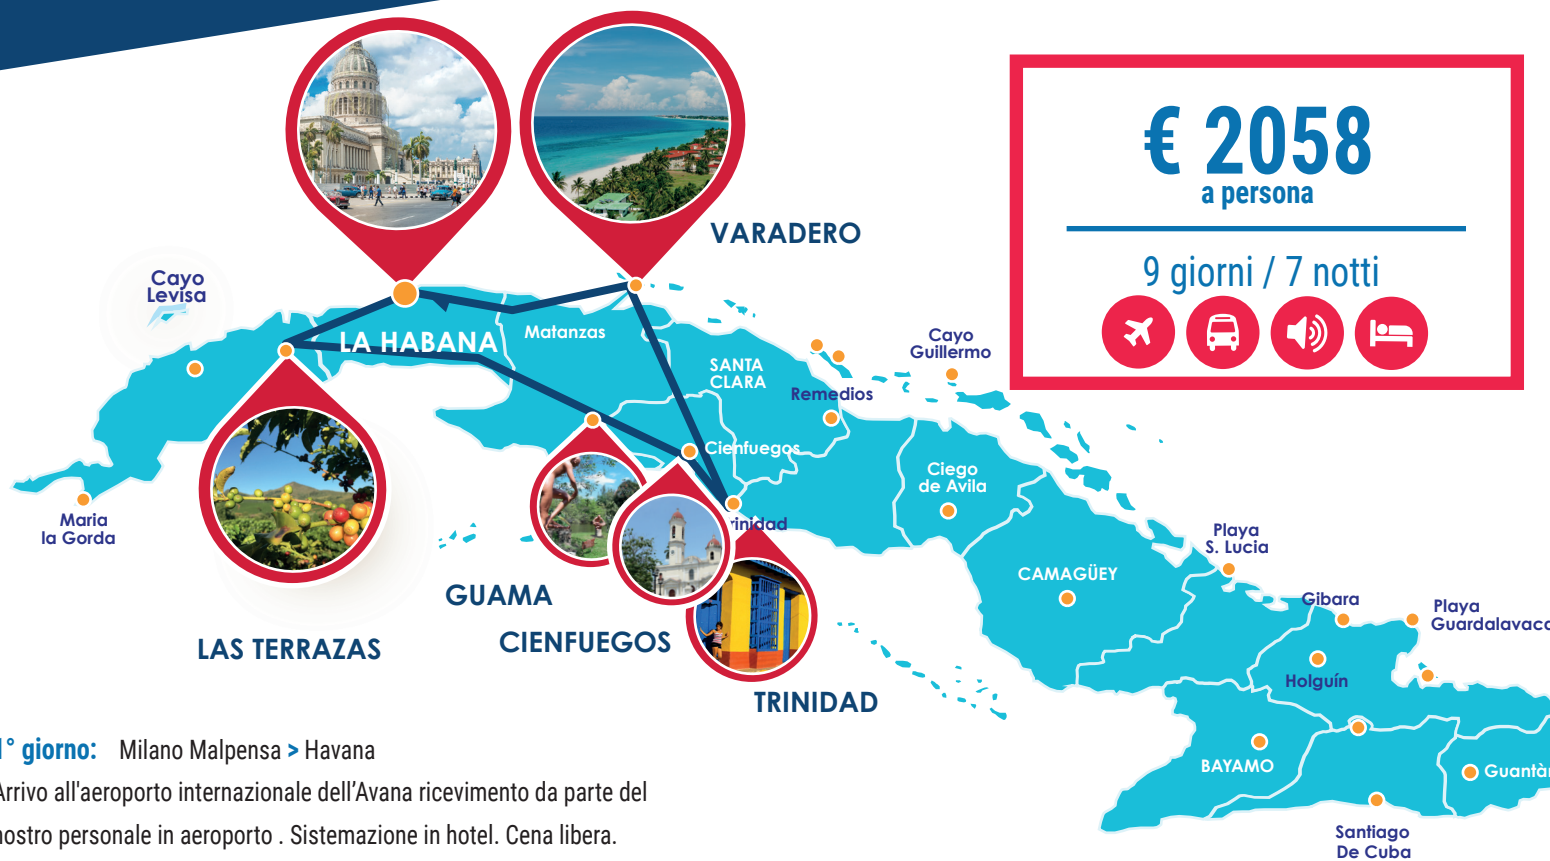 € 2058
a persona
9 giorni / 7 notti
VARADERO
Cayo
Levisa
LA HABANA
Matanzas
SANTA
CLARA
Cayo
Guillermo
Remedios
Cienfuegos
Ciego
de Avila
Maria
la Gorda
rinidad
Playa
S. Lucia
CAMAGÜEY
GUAMA
Gibara
Playa
Guardalavaca
CIENFUEGOS
LAS TERRAZAS
Holguín
TRINIDAD
BAYAMO
Guantàn
Santiago
De Cuba
1° giorno: Milano Malpensa > Havana
Arrivo all'aeroporto internazionale dell'Avana ricevimento da parte del
nostro personale in aeroporto . Sistemazione in hotel. Cena libera.